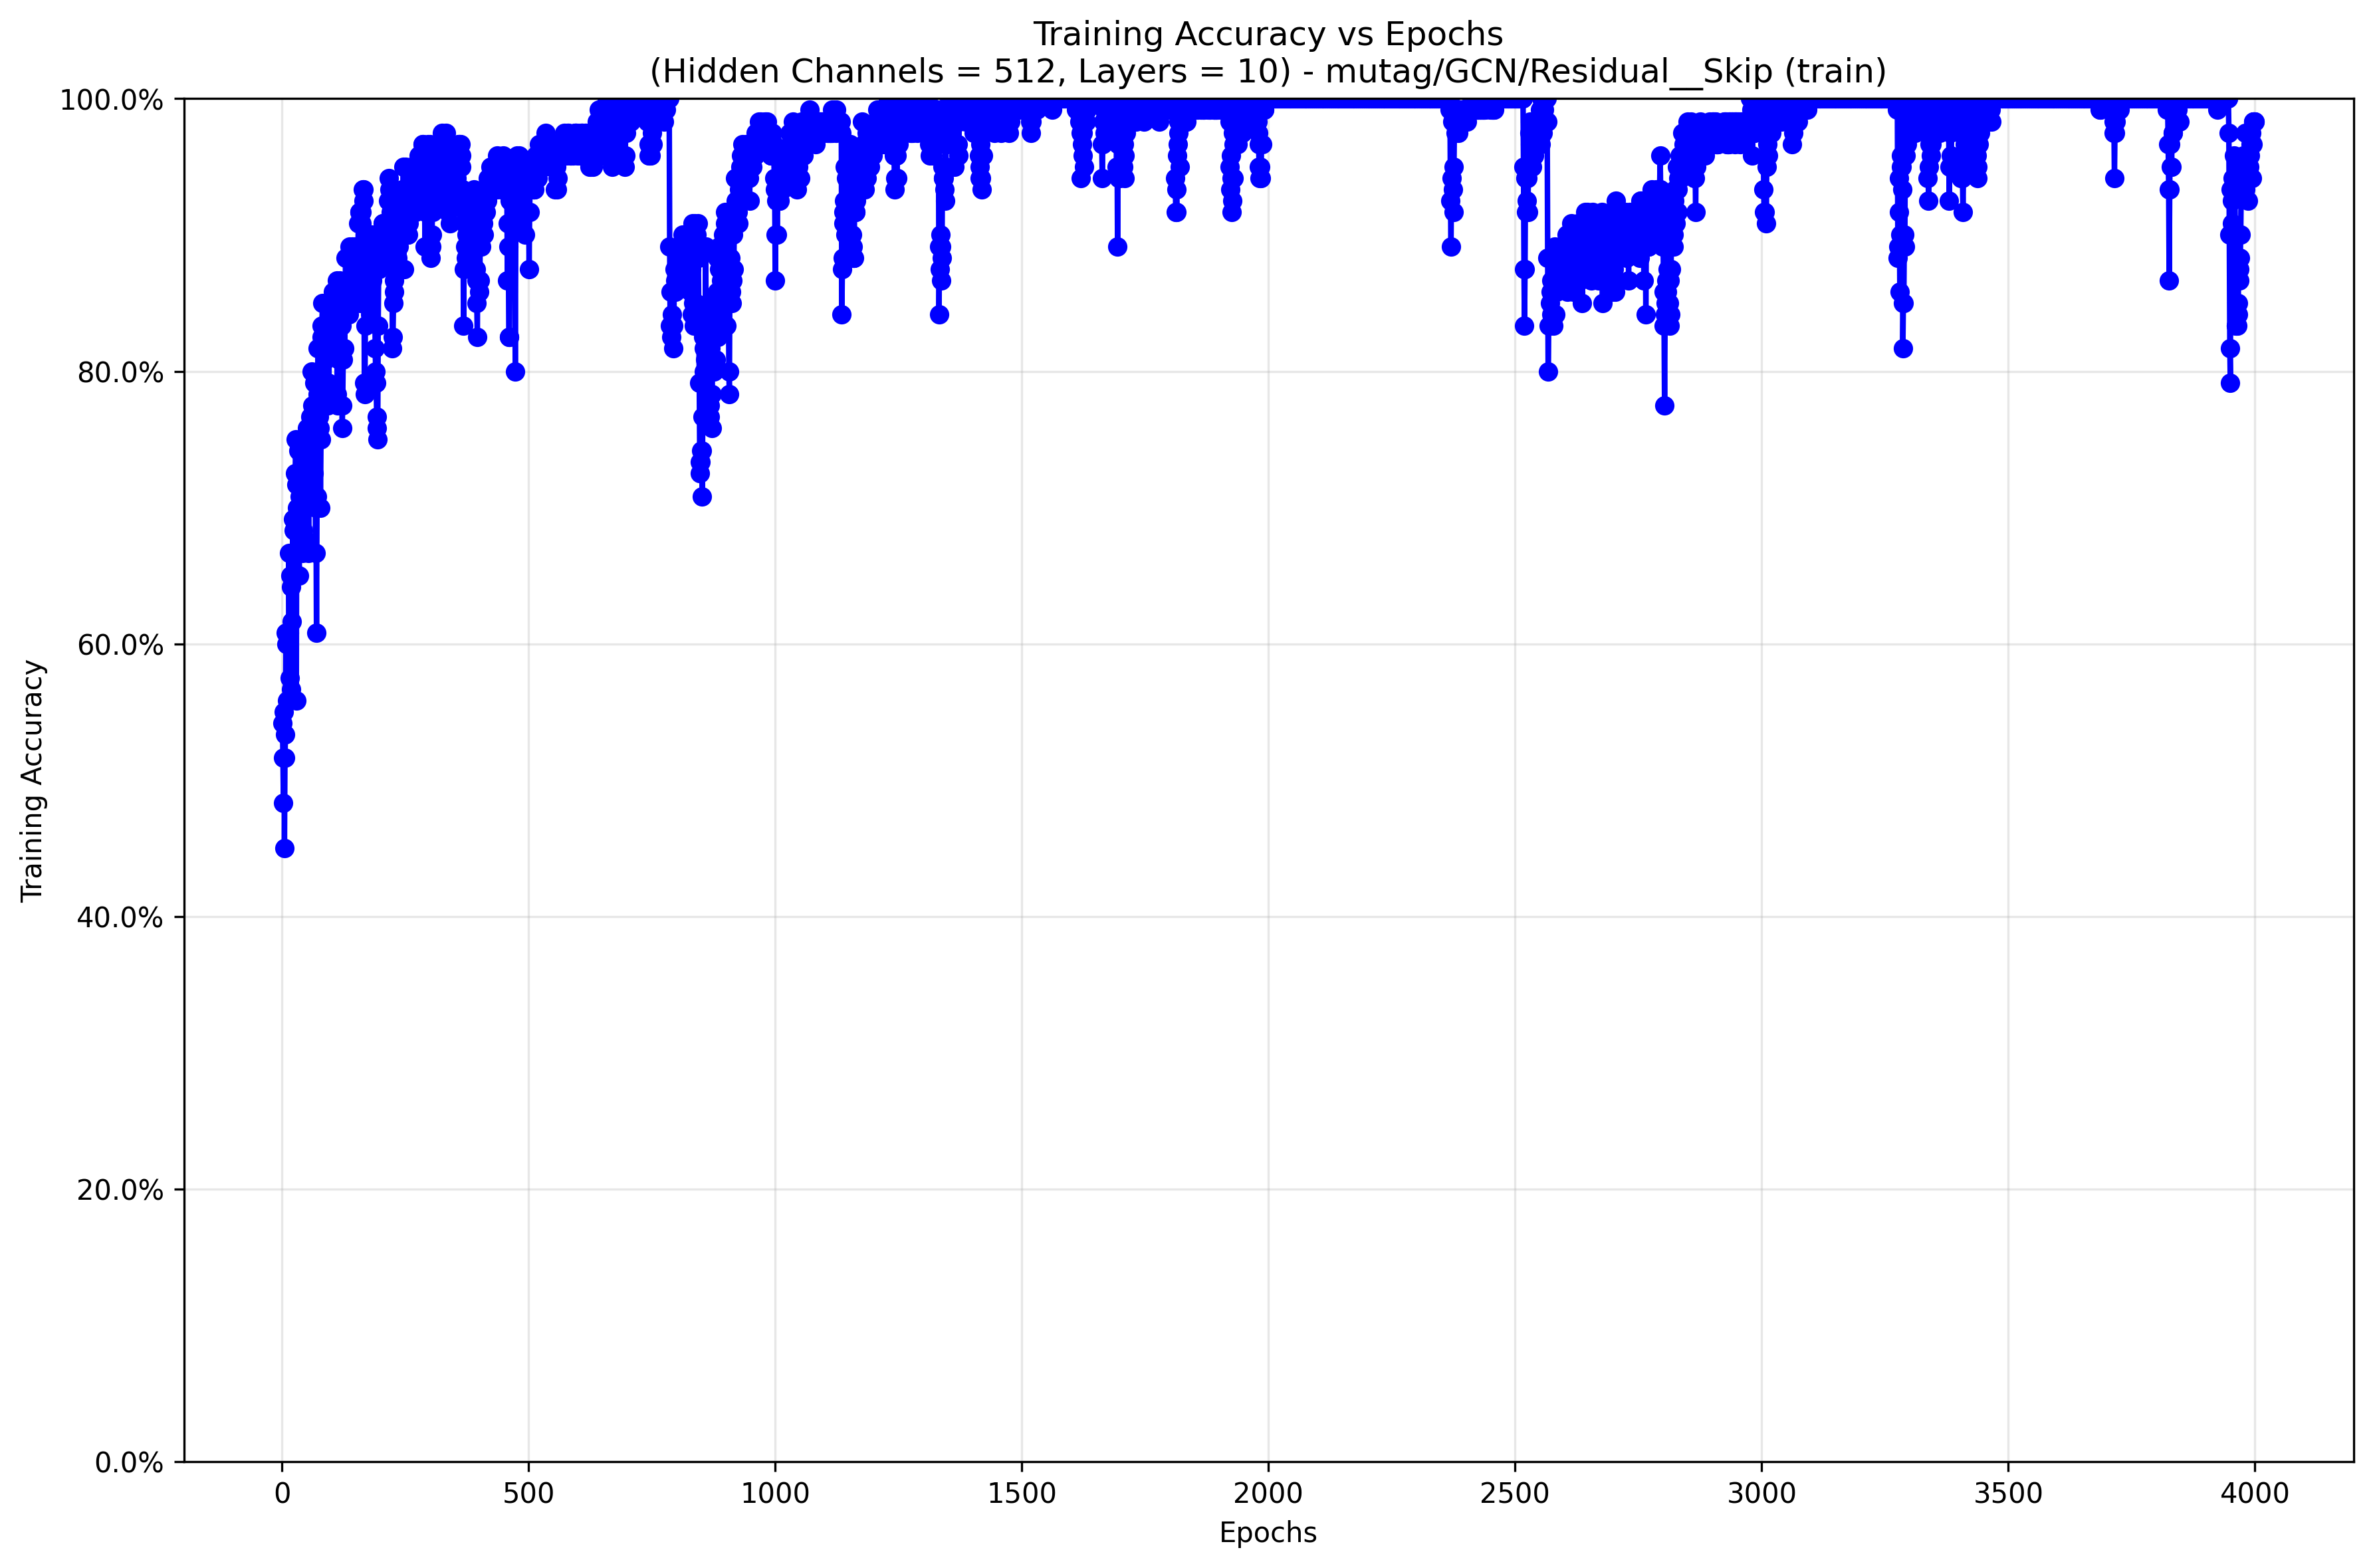 Training Accuracy vs Epochs
(Hidden Channels = 512, Layers = 10) - mutag/GCN/Residual__Skip (train)
100.0%
80.0%
60.0%
40.0%
20.0%
0.0%
Training Accuracy
0 500 1000 1500 2000 2500 3000 3500 4000
Epochs